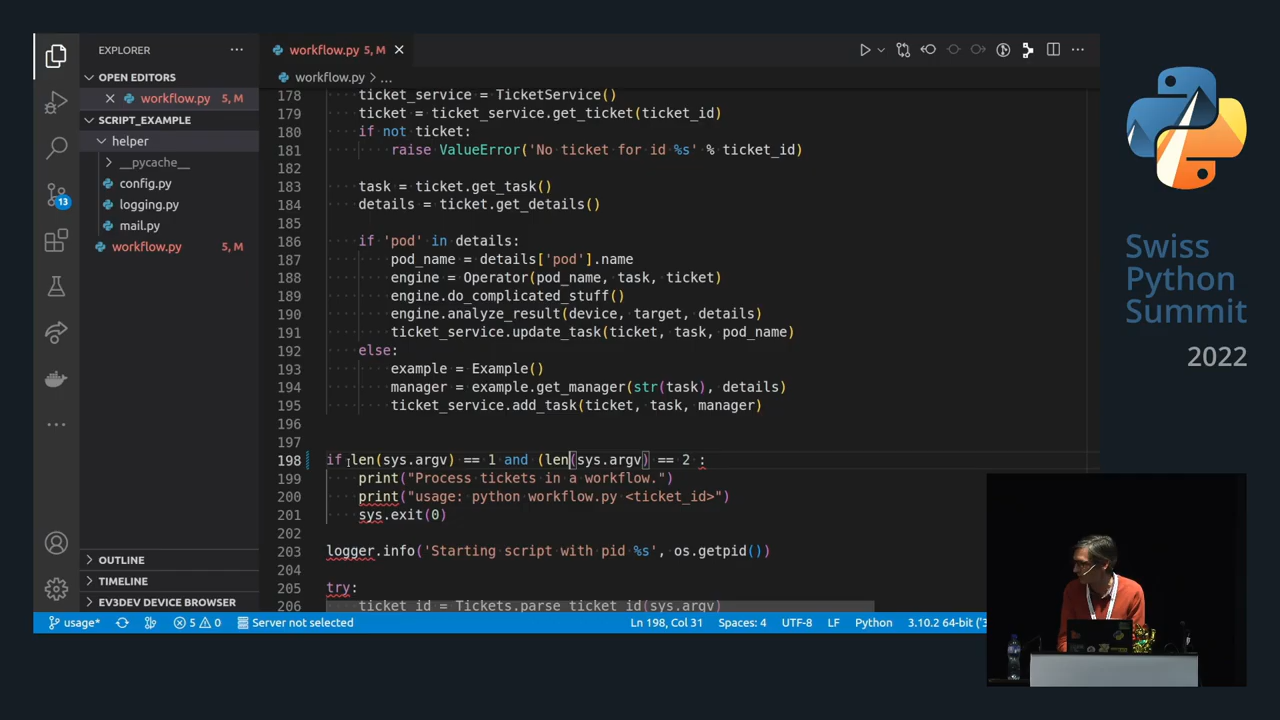 EXPLORER
OPEN EDITORS
workflow.py 5, M
SCRIPT_EXAMPLE
helper
__pycache__
config.py
logging.py
mail.py
workflow.py 5, M
13
OUTLINE
TIMELINE
EV3DEV DEVICE BROWSER
workflow.py 5, M
workflow.py > ...
178 ticket_service = TicketService()
179 ticket = ticket_service.get_ticket(ticket_id)
180 if not ticket:
181 raise ValueError('No ticket for id %s' % ticket_id)
182
183 task = ticket.get_task()
184 details = ticket.get_details()
185
186 if 'pod' in details:
187 pod_name = details['pod'].name
188 engine = Operator(pod_name, task, ticket)
189 engine.do_complicated_stuff()
190 engine.analyze_result(device, target, details)
191 ticket_service.update_task(ticket, task, pod_name)
192 else:
193 example = Example()
194 manager = example.get_manager(str(task), details)
195 ticket_service.add_task(ticket, task, manager)
196
197
198 if len(sys.argv) == 1 and (len(sys.argv) == 2 :
199 print("Process tickets in a workflow.")
200 print("usage: python workflow.py <ticket_id>")
201 sys.exit(0)
202
203 logger.info('Starting script with pid %s', os.getpid())
204
205 try:
206 ticket_id = Tickets.parse_ticket_id(sys.argv)
usage* 5 0 Server not selected Ln 198, Col 31 Spaces: 4 UTF-8 LF Python 3.10.2 64-bit ('3
Swiss
Python
Summit
2022